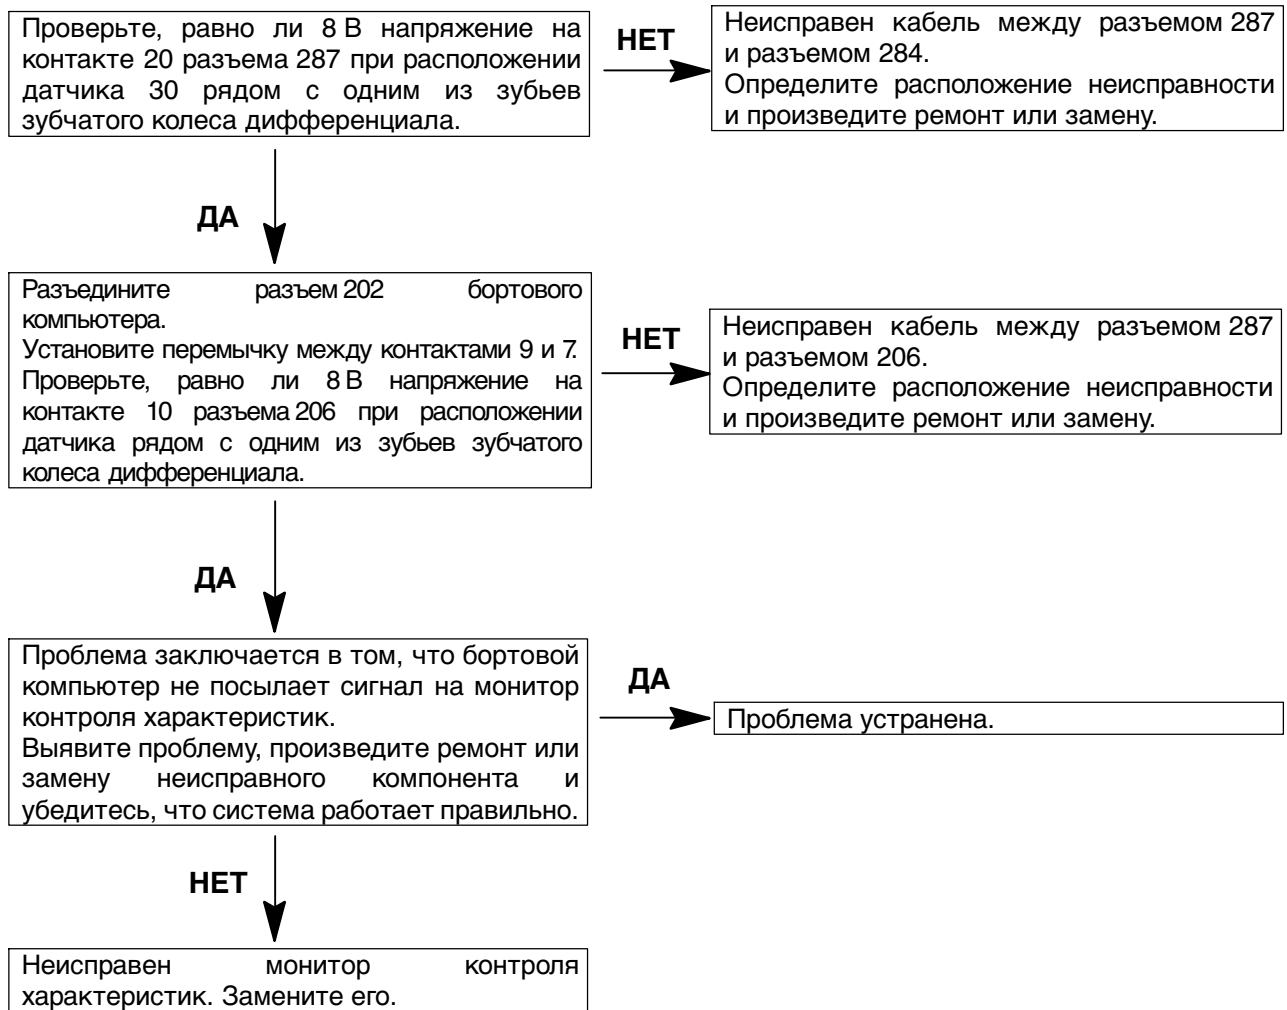 Проверьте, равно ли 8 В напряжение на
контакте 20 разъема 287 при расположении
датчика 30 рядом с одним из зубьев
зубчатого колеса дифференциала.
НЕТ
Неисправен кабель между разъемом 287
и разъемом 284.
Определите расположение неисправности
и произведите ремонт или замену.
ДА
Разъедините разъем 202 бортового
компьютера.
Установите перемычку между контактами 9 и 7.
Проверьте, равно ли 8 В напряжение на
контакте 10 разъема 206 при расположении
датчика рядом с одним из зубьев зубчатого
колеса дифференциала.
НЕТ
Неисправен кабель между разъемом 287
и разъемом 206.
Определите расположение неисправности
и произведите ремонт или замену.
ДА
Проблема заключается в том, что бортовой
компьютер не посылает сигнал на монитор
контроля характеристик.
Выявите проблему, произведите ремонт или
замену неисправного компонента и
убедитесь, что система работает правильно.
ДА
Проблема устранена.
НЕТ
Неисправен монитор контроля
характеристик. Замените его.